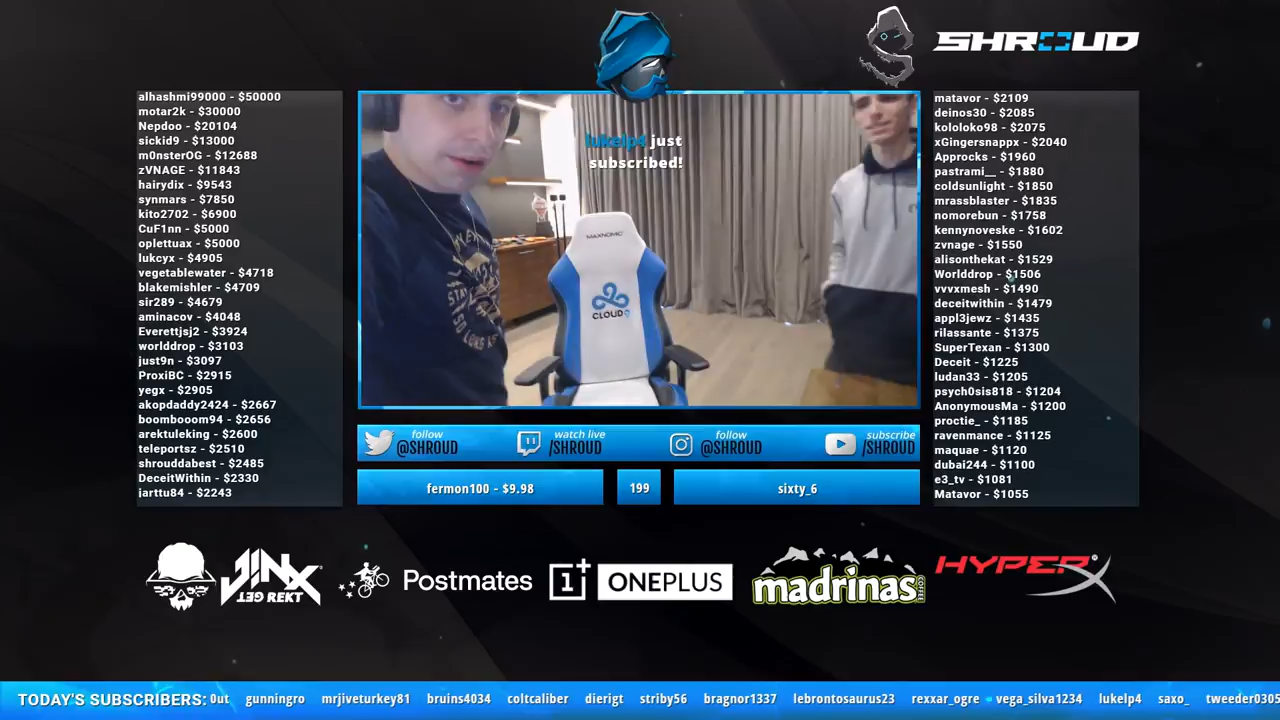 SHROUD
alhashmi99000 - $50000
motar2k - $30000
Nepdoo - $20104
sickid9 - $13000
m0nsterOG - $12688
zVNAGE - $11843
hairydix - $9543
synmars - $7850
kito2702 - $6900
CuF1nn - $5000
oplettuax - $5000
lukcyx - $4905
vegetablewater - $4718
blakemishler - $4709
sir289 - $4679
aminacov - $4048
Everettjsj2 - $3924
worlddrop - $3103
just9n - $3097
ProxiBC - $2915
yegx - $2905
akopdaddy2424 - $2667
boombooom94 - $2656
arektuleking - $2600
teleportsz - $2510
shrouddabest - $2485
DeceitWithin - $2330
iarttu84 - $2243
lukelp4 just
subscribed!
MAXNOMIC
CLOUD9
matavor - $2109
deinos30 - $2085
kololoko98 - $2075
xGingersnappx - $2040
Approcks - $1960
pastrami__ - $1880
coldsunlight - $1850
mrassblaster - $1835
nomorebun - $1758
kennynoveske - $1602
zvnage - $1550
alisonthekat - $1529
Worlddrop - $1506
vvvxmesh - $1490
deceitwithin - $1479
appl3jewz - $1435
rilassante - $1375
SuperTexan - $1300
Deceit - $1225
ludan33 - $1205
psych0sis818 - $1204
AnonymousMa - $1200
proctie_ - $1185
ravenmance - $1125
maquae - $1120
dubai244 - $1100
e3_tv - $1081
Matavor - $1055
follow
@SHROUD
watch live
/SHROUD
follow
@SHROUD
subscribe
/SHROUD
fermon100 - $9.98
199
sixty_6
JINX
GET REKT
Postmates
1+ ONEPLUS
madrinas
COFFEE
HYPERX
TODAY'S SUBSCRIBERS: 0ut gunningro mrjiveturkey81 bruins4034 coltcaliber dierigt striby56 bragnor1337 lebrontosaurus23 rexxar_ogre vega_silva1234 lukelp4 saxo_ tweeder0305